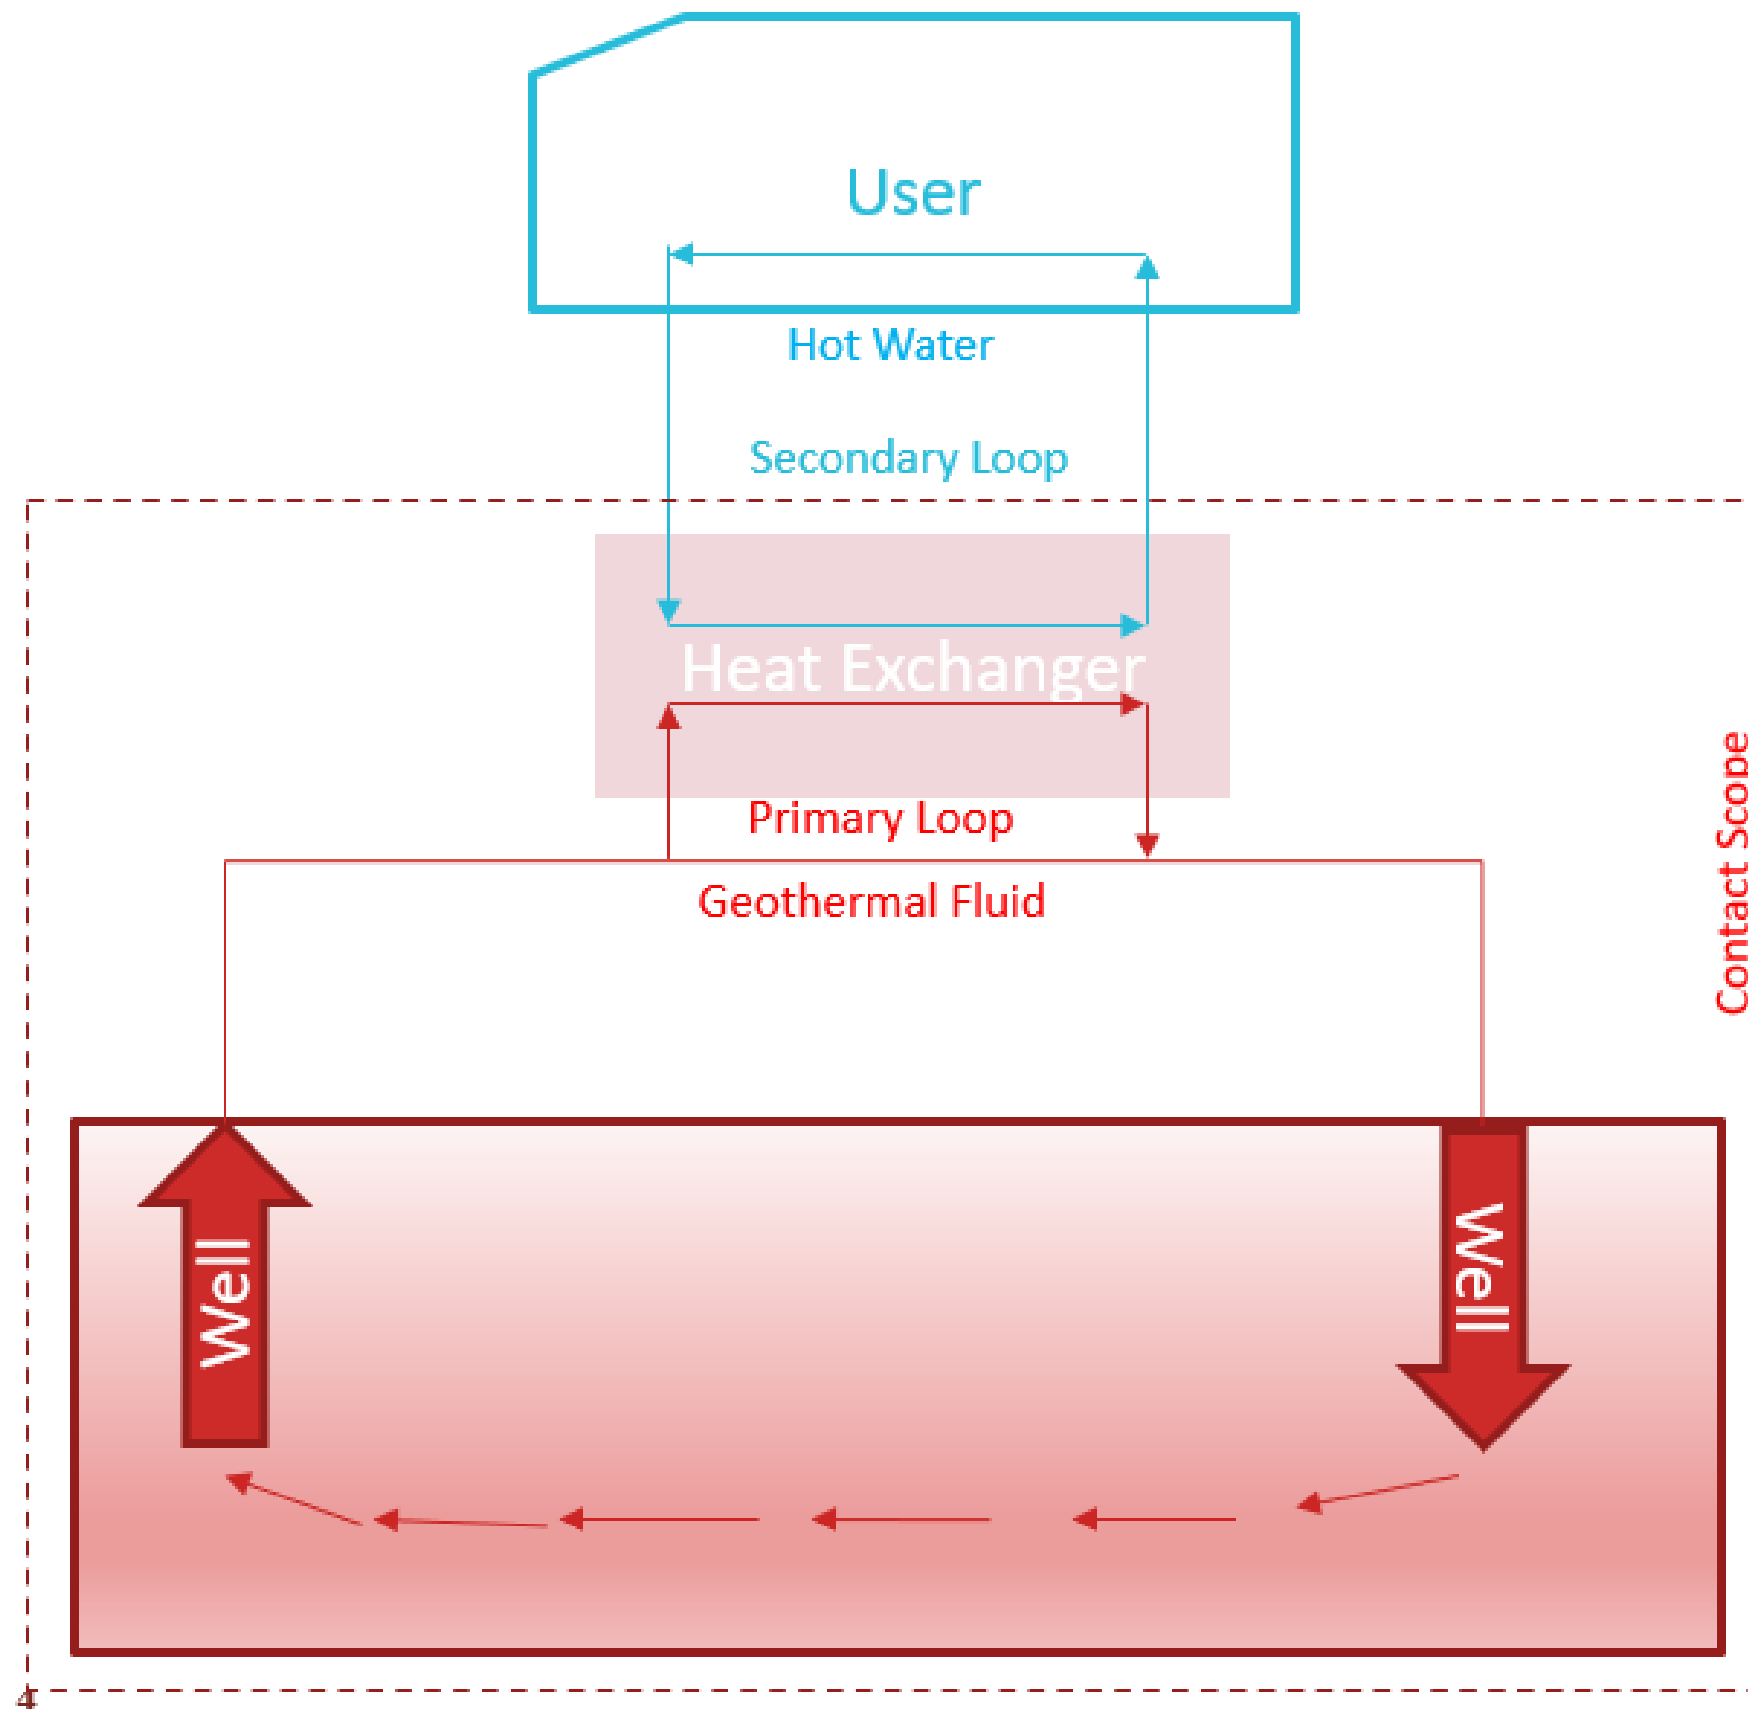 User
Hot Water
Secondary Loop
Heat Exchanger
Primary Loop
Geothermal Fluid
Contact Scope
Well
Well
4